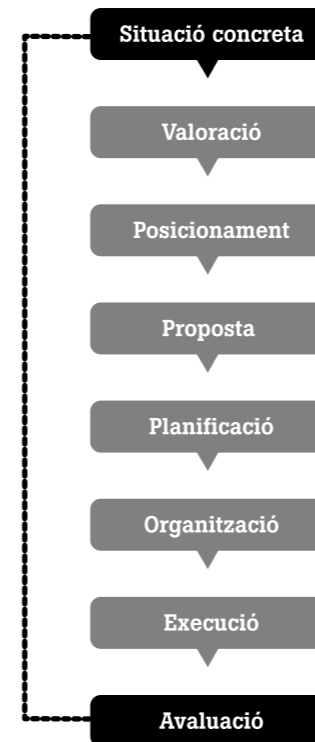 Situació concreta
Valoració
Posicionament
Proposta
Planificació
Organització
Execució
Avaluació